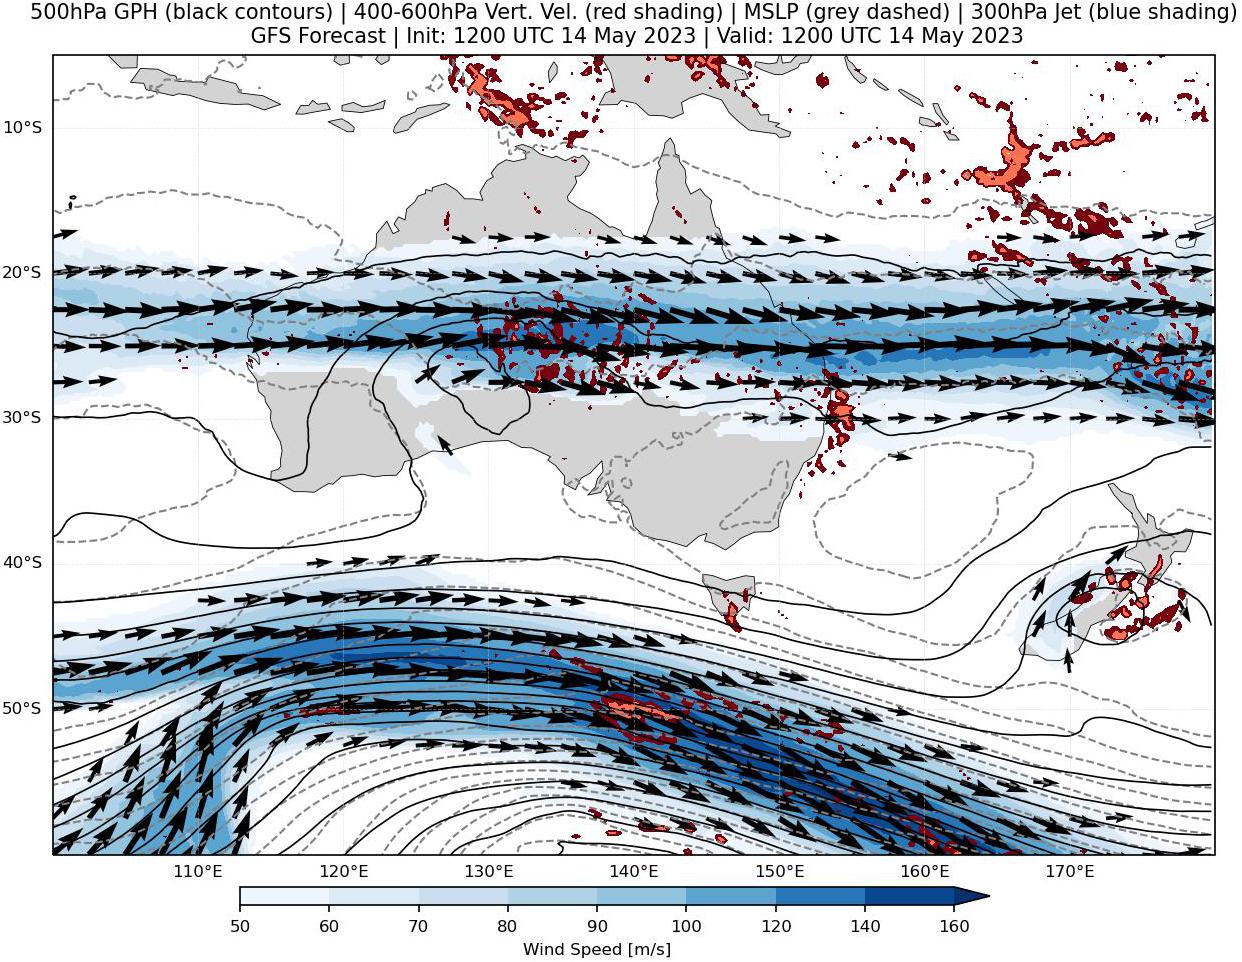 500hPa GPH (black contours) | 400-600hPa Vert. Vel. (red shading) | MSLP (grey dashed) | 300hPa Jet (blue shading)
GFS Forecast | Init: 1200 UTC 14 May 2023 | Valid: 1200 UTC 14 May 2023
10°S
20°S
30°S
40°S
50°S
110°E 120°E 130°E 140°E 150°E 160°E 170°E
50 60 70 80 90 100 120 140 160
Wind Speed [m/s]